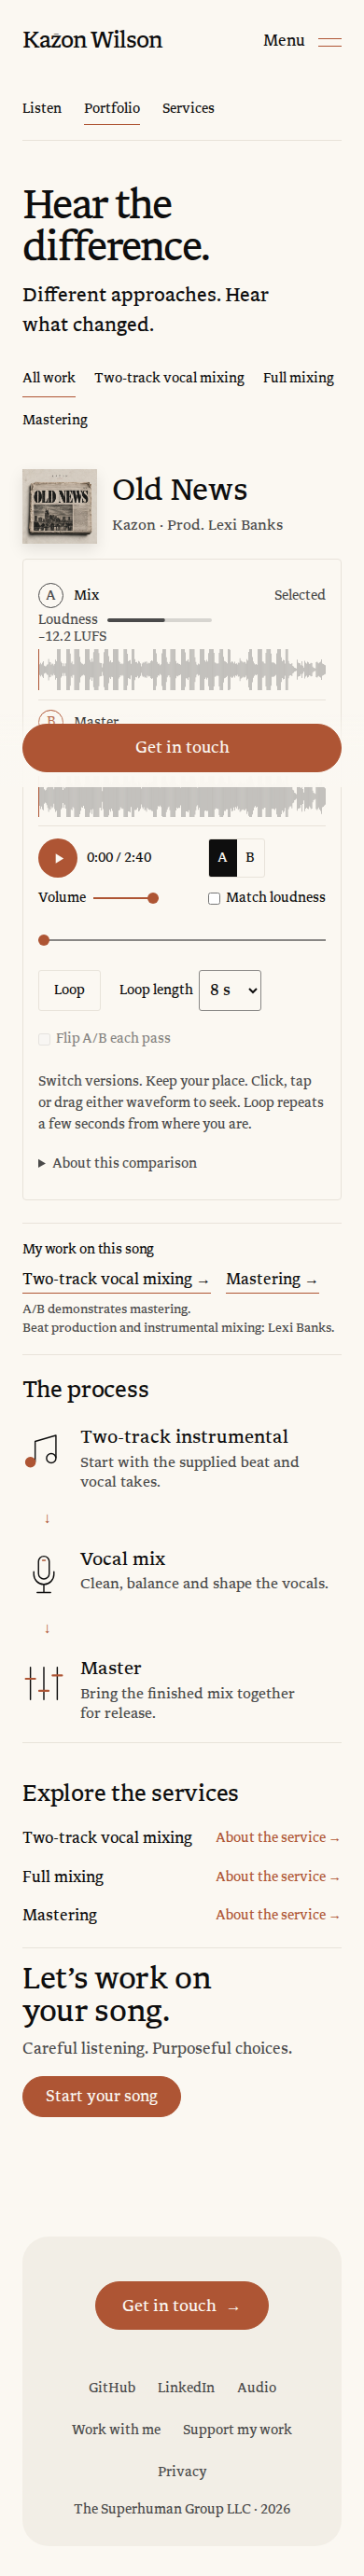 Kazon Wilson
Menu
Listen Portfolio Services
Hear the
difference.
Different approaches. Hear
what changed.
All work Two-track vocal mixing Full mixing
Mastering
OLD NEWS
Old News
Kazon · Prod. Lexi Banks
A Mix Selected
Loudness
−12.2 LUFS
B Master
Get in touch
0:00 / 2:40 A B
Volume Match loudness
Loop Loop length 8 s
Flip A/B each pass
Switch versions. Keep your place. Click, tap
or drag either waveform to seek. Loop repeats
a few seconds from where you are.
About this comparison
My work on this song
Two-track vocal mixing → Mastering →
A/B demonstrates mastering.
Beat production and instrumental mixing: Lexi Banks.
The process
Two-track instrumental
Start with the supplied beat and
vocal takes.
↓
Vocal mix
Clean, balance and shape the vocals.
↓
Master
Bring the finished mix together
for release.
Explore the services
Two-track vocal mixing About the service →
Full mixing About the service →
Mastering About the service →
Let’s work on
your song.
Careful listening. Purposeful choices.
Start your song
Get in touch →
GitHub LinkedIn Audio
Work with me Support my work
Privacy
The Superhuman Group LLC · 2026